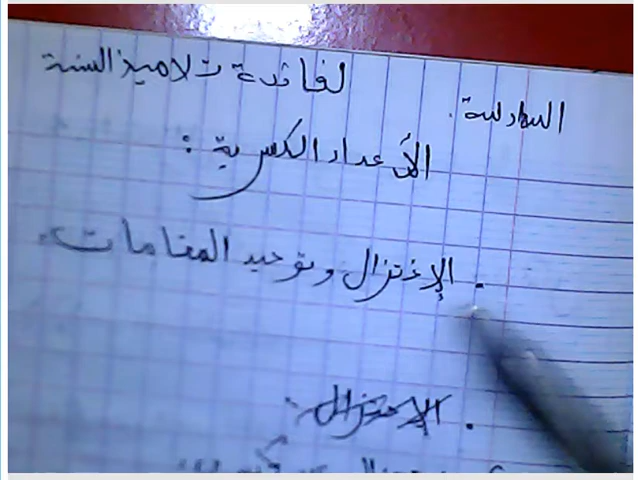 لفائدة تلاميذ السنة
السادسة.
الأعداد الكسرية :
. الإختزال وتوحيد المقامات.
. الإختزال: